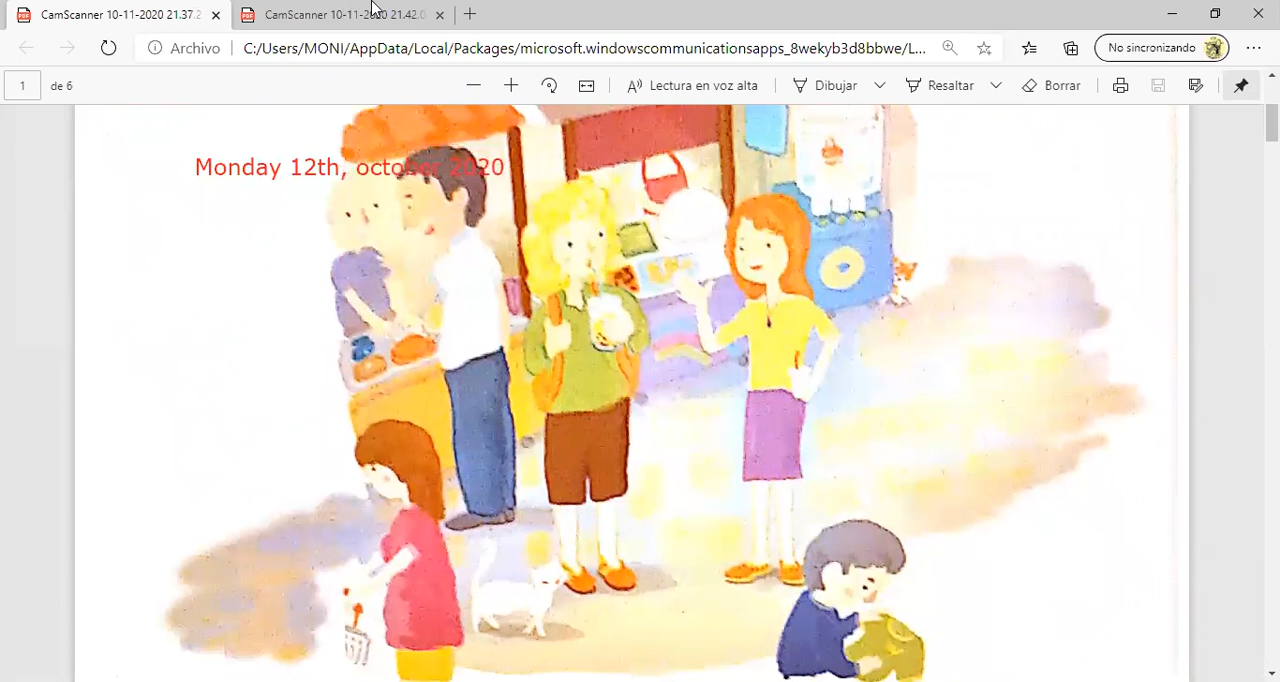 CamScanner 10-11-2020 21.37.2
CamScanner 10-11-2020 21.42.0
Archivo
C:/Users/MONI/AppData/Local/Packages/microsoft.windowscommunicationsapps_8wekyb3d8bbwe/L...
No sincronizando
1
de 6
Lectura en voz alta
Dibujar
Resaltar
Borrar
Monday 12th, october 2020